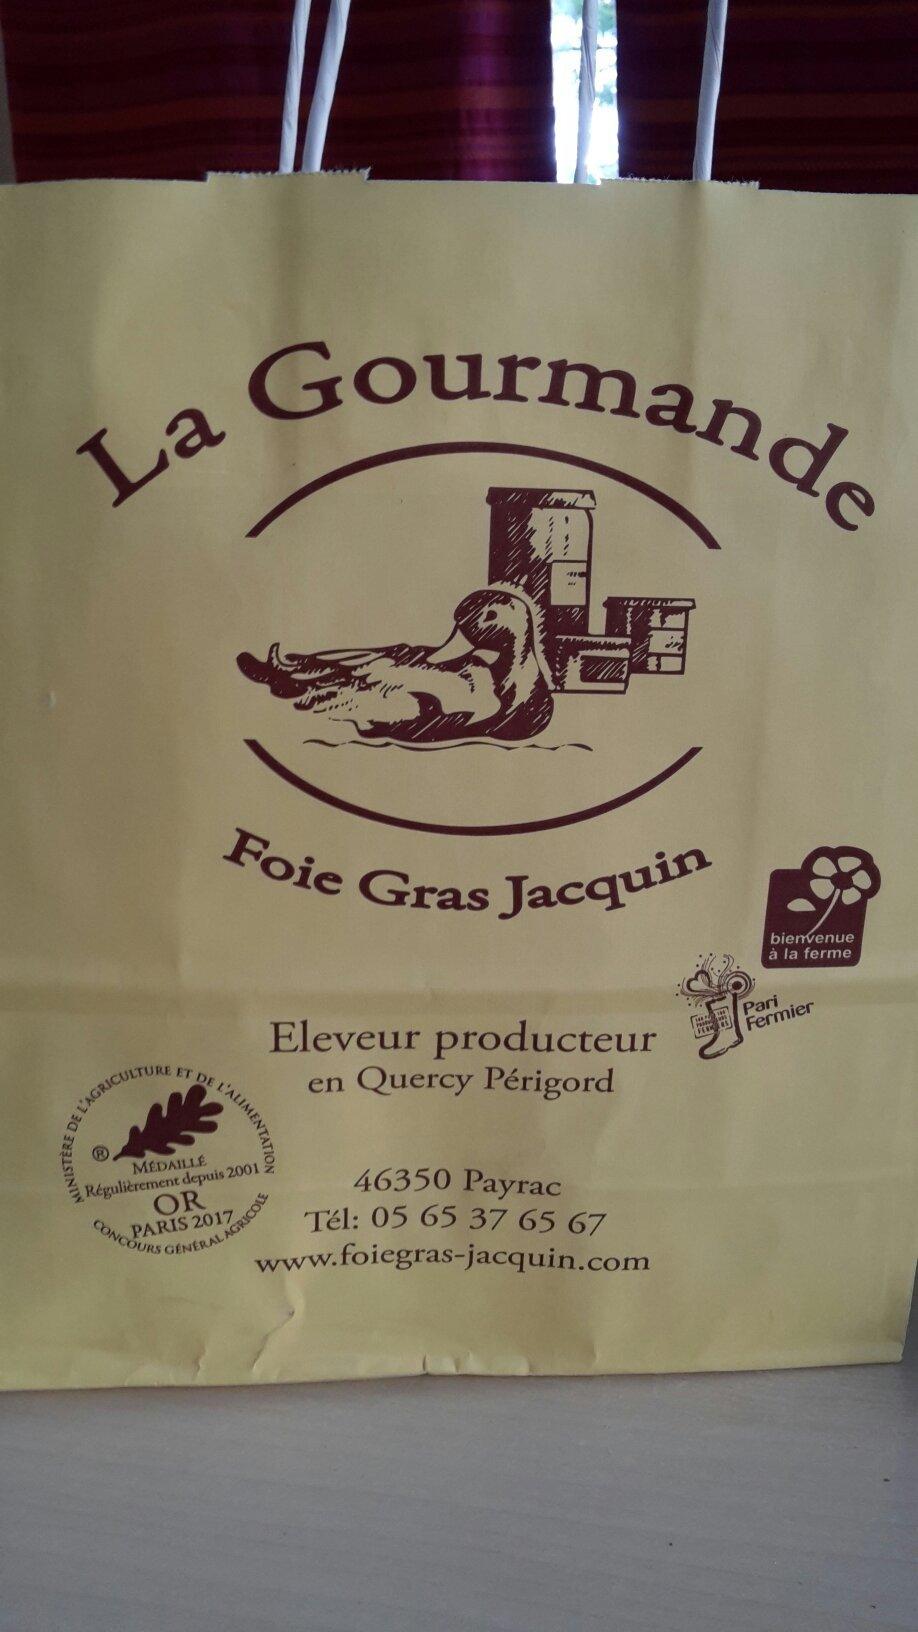 La Gourmande
Foie Gras Jacquin
bienvenue
à la ferme
Pari
Fermier
Eleveur producteur
en Quercy Périgord
MINISTÈRE DE L'AGRICULTURE ET DE L'ALIMENTATION
®
MÉDAILLÉ
Régulièrement depuis 2001
OR
PARIS 2017
CONCOURS GÉNÉRAL AGRICOLE
46350 Payrac
Tél: 05 65 37 65 67
www.foiegras-jacquin.com